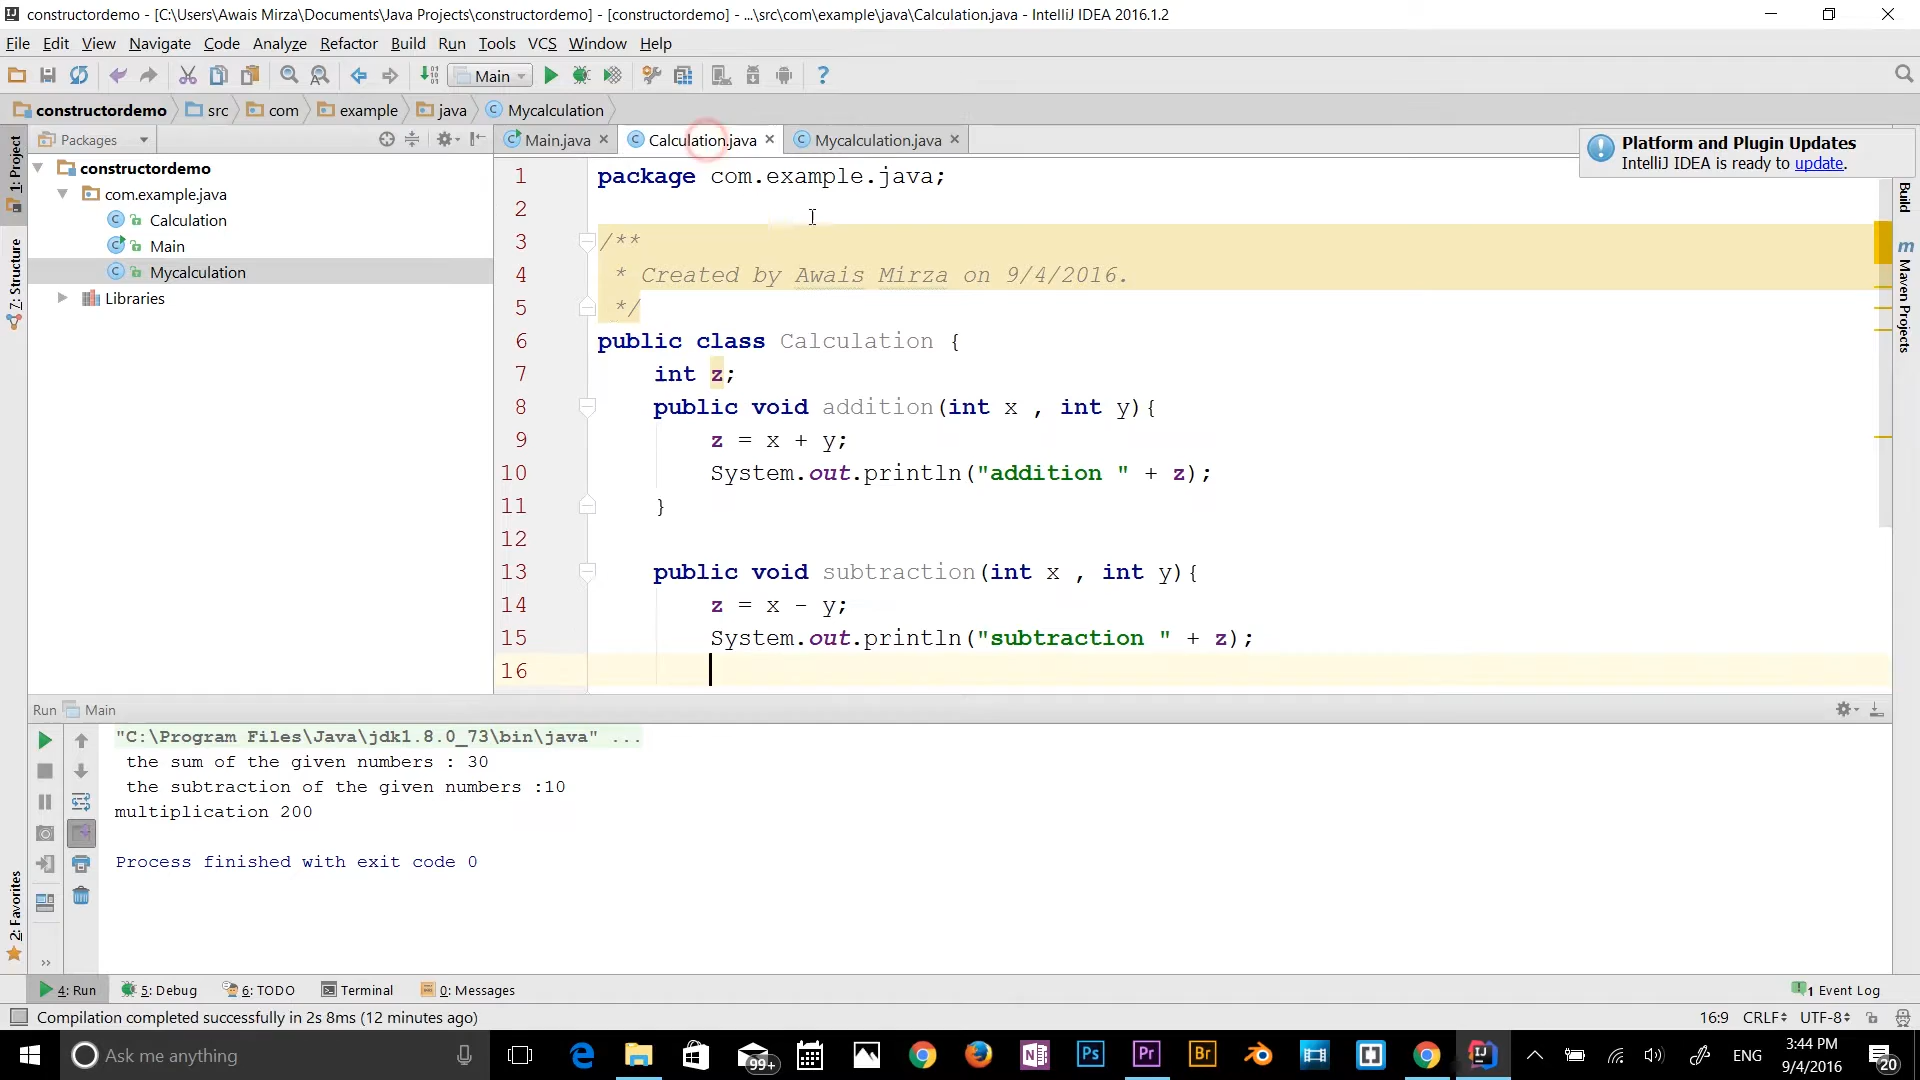 constructordemo - [C:\Users\Awais Mirza\Documents\Java Projects\constructordemo] - [constructordemo] - ...\src\com\example\java\Calculation.java - IntelliJ IDEA 2016.1.2
File Edit View Navigate Code Analyze Refactor Build Run Tools VCS Window Help
Main
constructordemo src com example java Mycalculation
Packages
Main.java Calculation.java Mycalculation.java
Platform and Plugin Updates
IntelliJ IDEA is ready to update.
1: Project
7: Structure
2: Favorites
Build
Maven Projects
constructordemo
com.example.java
Calculation
Main
Mycalculation
Libraries
1 package com.example.java;
2
3 /**
4 * Created by Awais Mirza on 9/4/2016.
5 */
6 public class Calculation {
7 int z;
8 public void addition(int x , int y){
9 z = x + y;
10 System.out.println("addition " + z);
11 }
12
13 public void subtraction(int x , int y){
14 z = x - y;
15 System.out.println("subtraction " + z);
16
Run Main
"C:\Program Files\Java\jdk1.8.0_73\bin\java" ...
the sum of the given numbers : 30
the subtraction of the given numbers :10
multiplication 200
Process finished with exit code 0
4: Run 5: Debug 6: TODO Terminal 0: Messages 1 Event Log
Compilation completed successfully in 2s 8ms (12 minutes ago) 16:9 CRLF UTF-8
Ask me anything 99+ Ps Pr Br ENG 3:44 PM
9/4/2016 20